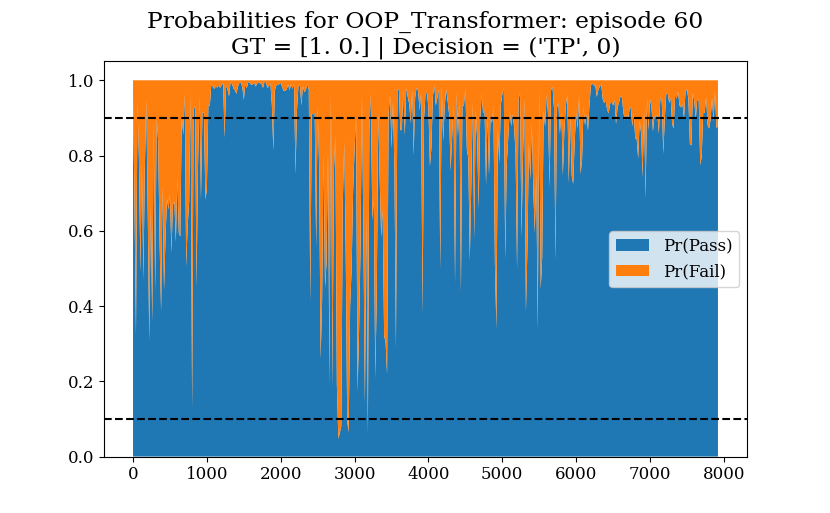 Probabilities for OOP_Transformer: episode 60
GT = [1. 0.] | Decision = ('TP', 0)
1.0
0.8
0.6
0.4
0.2
0.0
Pr(Pass)
Pr(Fail)
0 1000 2000 3000 4000 5000 6000 7000 8000